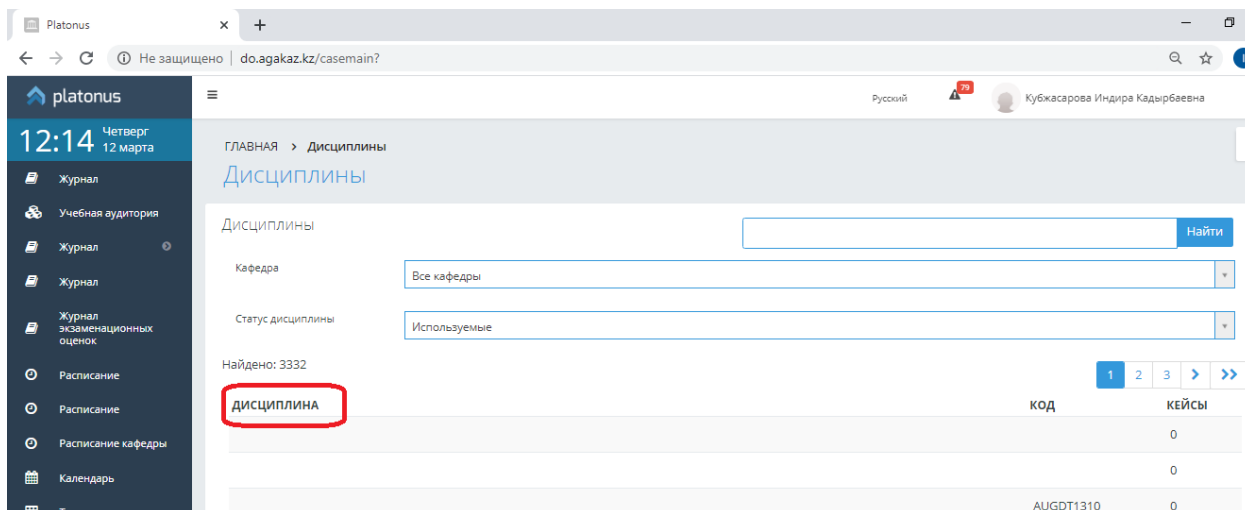 Platonus
Не защищено do.agakaz.kz/casemain?
platonus
Русский 79 Кубжасарова Индира Кадырбаевна
12:14 Четверг
12 марта
ГЛАВНАЯ > Дисциплины
Дисциплины
Журнал
Учебная аудитория
Журнал
Журнал
Журнал
экзаменационных
оценок
Расписание
Расписание
Расписание кафедры
Календарь
Дисциплины
Найти
Кафедра Все кафедры
Статус дисциплины Используемые
Найдено: 3332
1 2 3 > >>
ДИСЦИПЛИНА КОД КЕЙСЫ
0
0
AUGDT1310 0